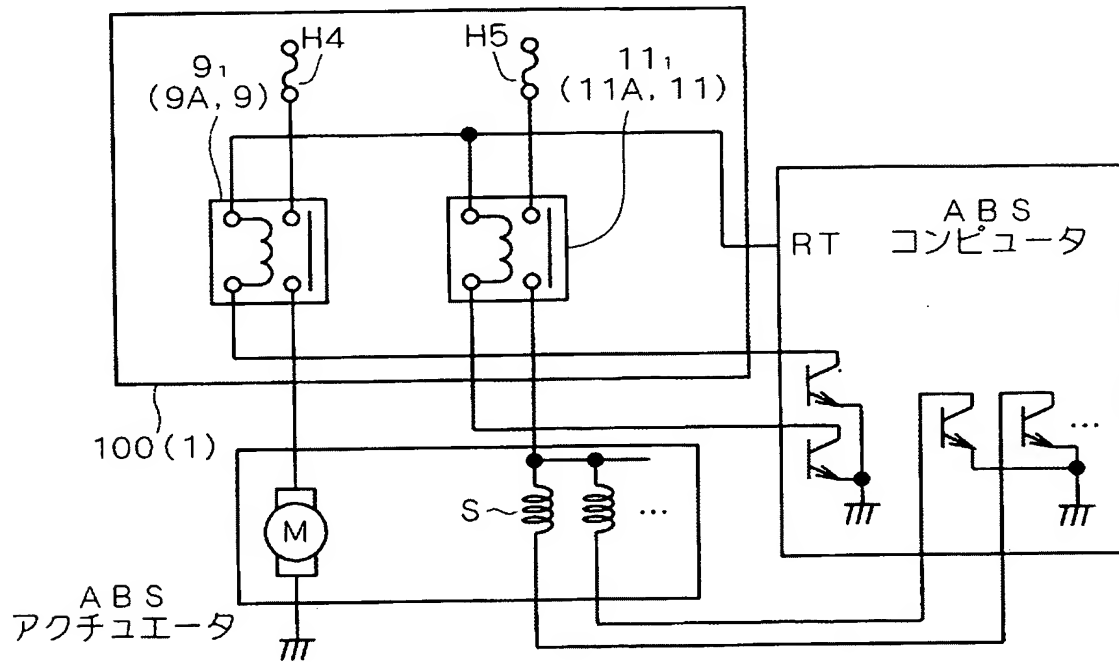 H4
H5
9₁
(9A, 9)
11₁
(11A, 11)
ABS
コンピュータ
RT
100(1)
S
...
...
M
ABS
アクチュエータ